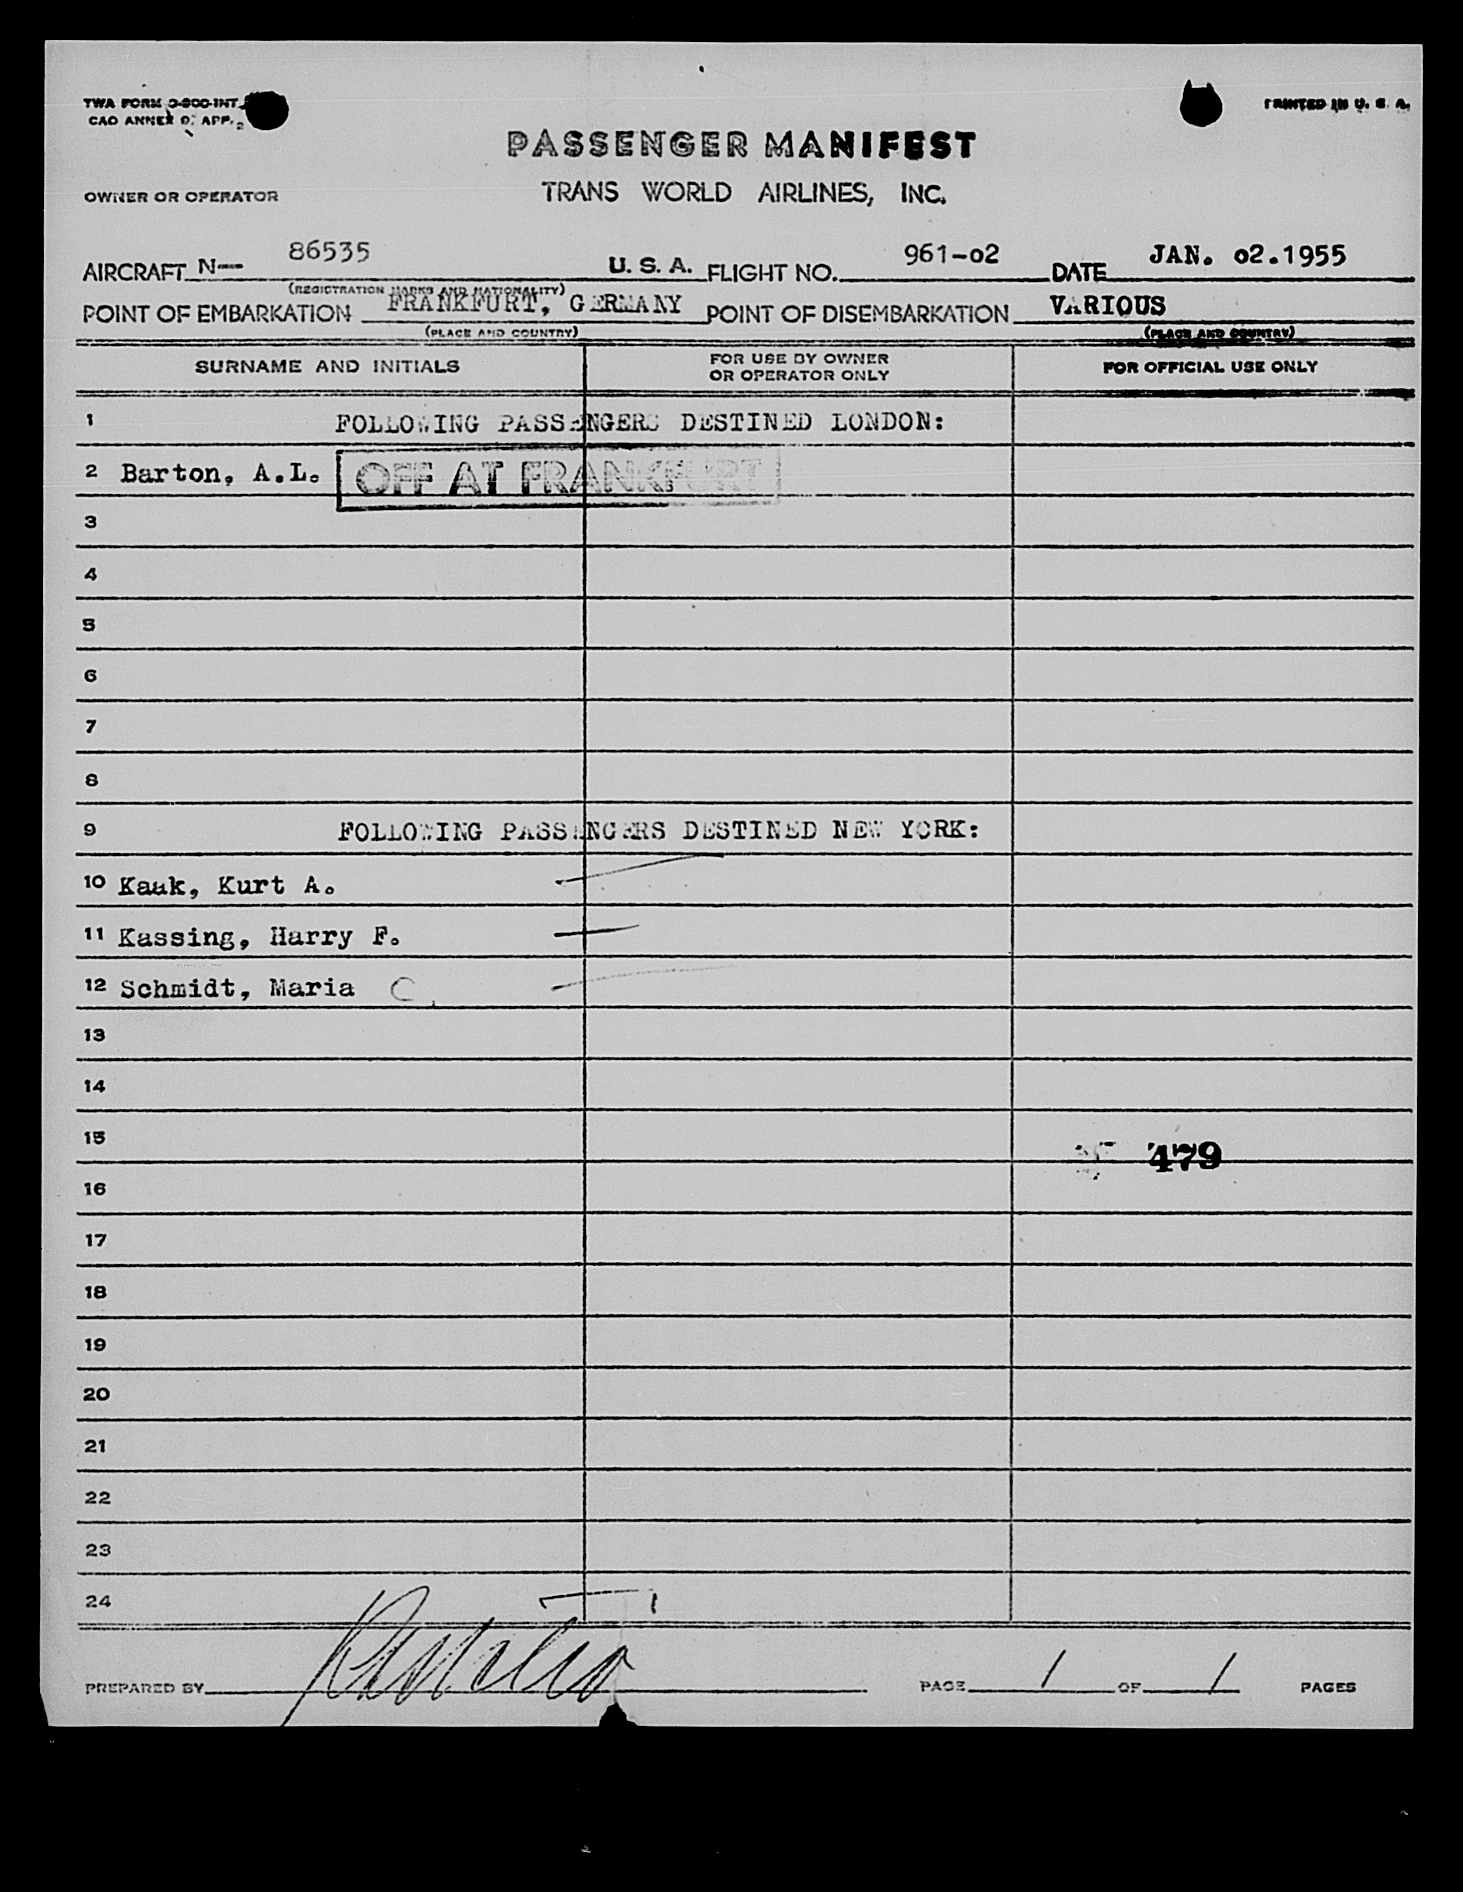 TWA FORM O-800-INT.
CAO ANNEX 9, APP. 2
PRINTED IN U. S. A.
PASSENGER MANIFEST
OWNER OR OPERATOR TRANS WORLD AIRLINES, INC.
AIRCRAFT N— 86535 U. S. A. FLIGHT NO. 961-o2 DATE JAN. o2.1955
(REGISTRATION MARKS AND NATIONALITY)
POINT OF EMBARKATION FRANKFURT, GERMANY POINT OF DISEMBARKATION VARIOUS
(PLACE AND COUNTRY) (PLACE AND COUNTRY)
SURNAME AND INITIALS FOR USE BY OWNER OR OPERATOR ONLY FOR OFFICIAL USE ONLY
1 FOLLOWING PASSENGERS DESTINED LONDON:
2 Barton, A.L. OFF AT FRANKFURT
3
4
5
6
7
8
9 FOLLOWING PASSENGERS DESTINED NEW YORK:
10 Kaak, Kurt A.
11 Kassing, Harry F.
12 Schmidt, Maria C.
13
14
15
479
16
17
18
19
20
21
22
23
24
PREPARED BY PAGE 1 OF 1 PAGES